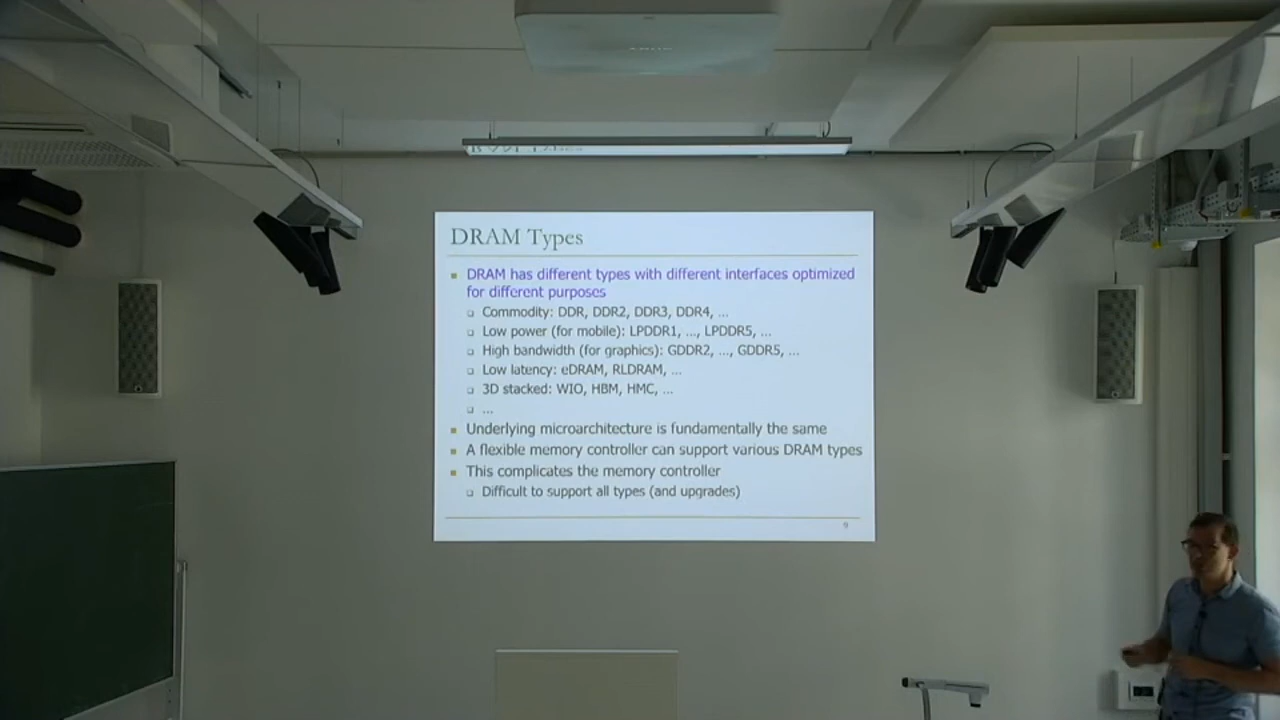 DRAM Types
DRAM has different types with different interfaces optimized
for different purposes
Commodity: DDR, DDR2, DDR3, DDR4, ...
Low power (for mobile): LPDDR1, ..., LPDDR5, ...
High bandwidth (for graphics): GDDR2, ..., GDDR5, ...
Low latency: eDRAM, RLDRAM, ...
3D stacked: WIO, HBM, HMC, ...
...
Underlying microarchitecture is fundamentally the same
A flexible memory controller can support various DRAM types
This complicates the memory controller
Difficult to support all types (and upgrades)
9